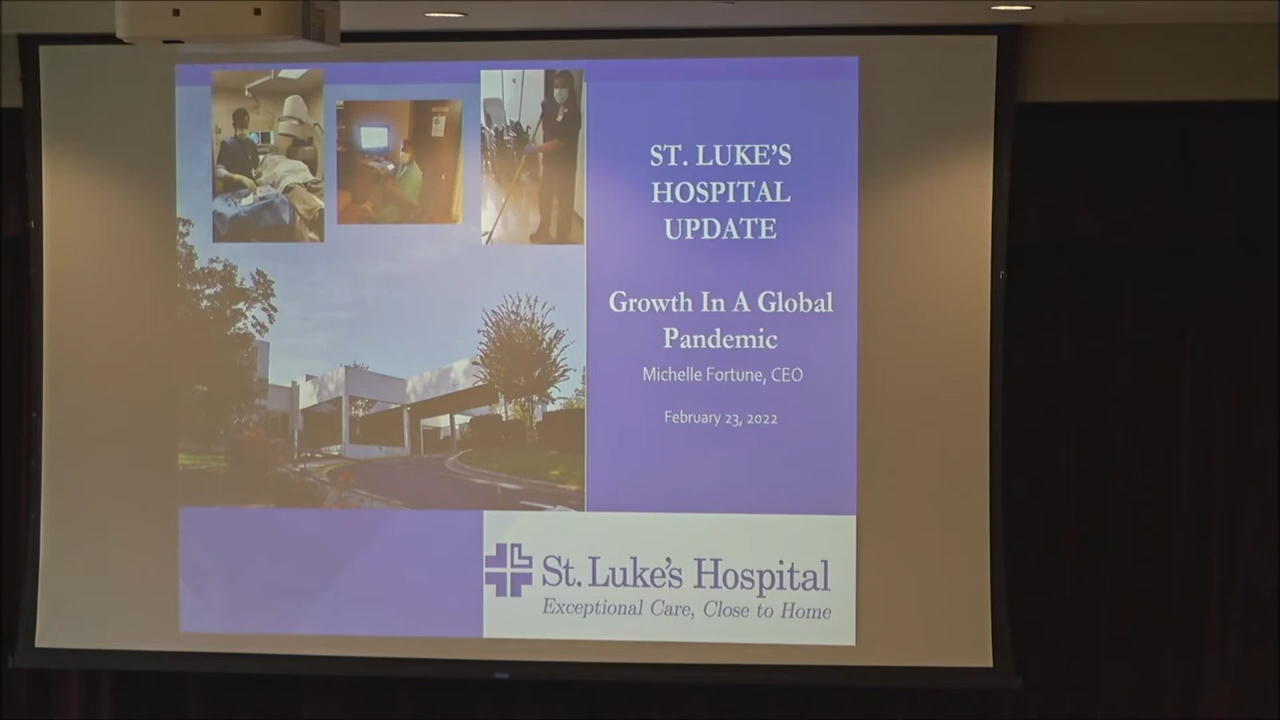 ST. LUKE'S
HOSPITAL
UPDATE
Growth In A Global
Pandemic
Michelle Fortune, CEO
February 23, 2022
St. Luke's Hospital
Exceptional Care, Close to Home